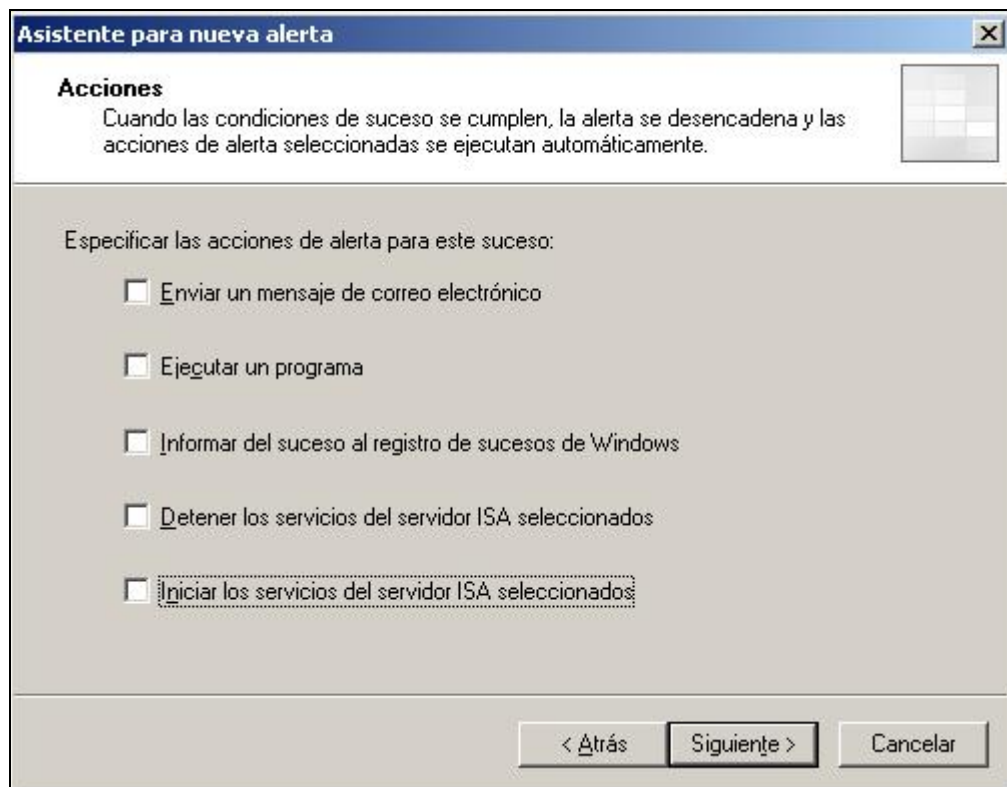 Asistente para nueva alerta
Acciones
Cuando las condiciones de suceso se cumplen, la alerta se desencadena y las
acciones de alerta seleccionadas se ejecutan automáticamente.
Especificar las acciones de alerta para este suceso:
Enviar un mensaje de correo electrónico
Ejecutar un programa
Informar del suceso al registro de sucesos de Windows
Detener los servicios del servidor ISA seleccionados
Iniciar los servicios del servidor ISA seleccionados
< Atrás Siguiente > Cancelar